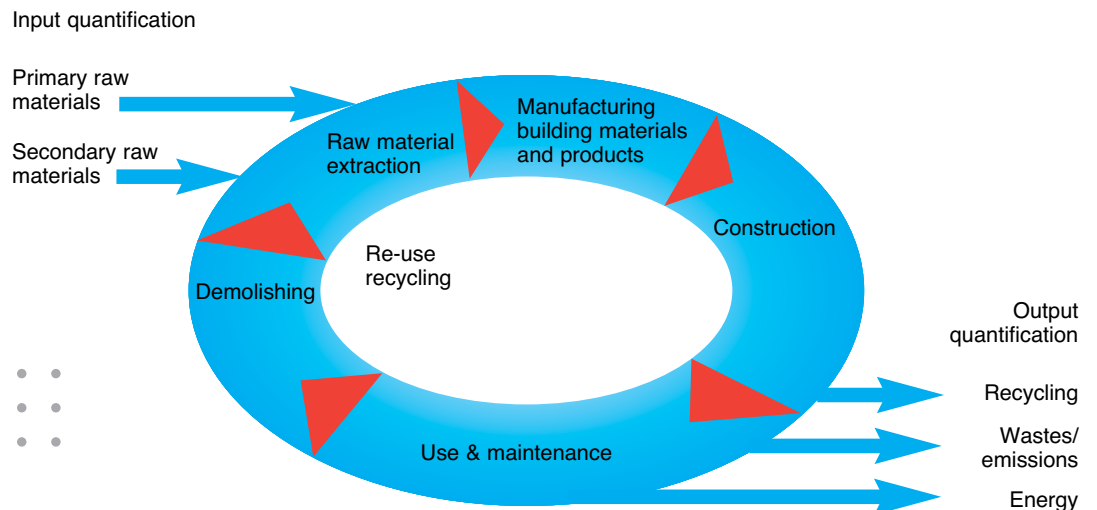 Input quantification
Primary raw
materials
Secondary raw
materials
Raw material
extraction
Manufacturing
building materials
and products
Construction
Re-use
recycling
Demolishing
Use & maintenance
Output
quantification
Recycling
Wastes/
emissions
Energy